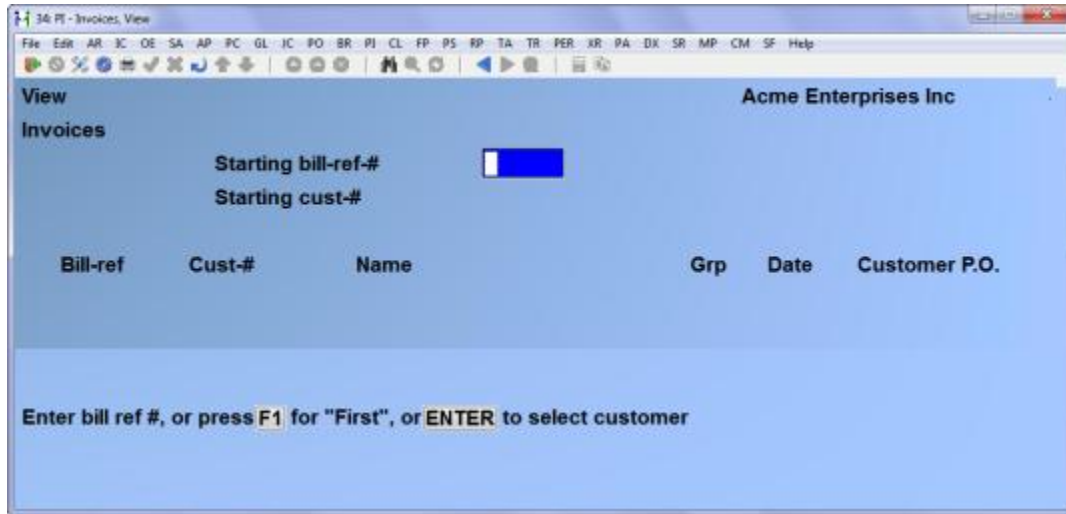 34: PI - Invoices, View
File Edit AR IC OE SA AP PC GL JC PO BR PI CL FP PS RP TA TR PER XR PA DX SR MP CM SF Help
View Acme Enterprises Inc
Invoices
Starting bill-ref-#
Starting cust-#
Bill-ref Cust-# Name Grp Date Customer P.O.
Enter bill ref #, or press F1 for "First", or ENTER to select customer